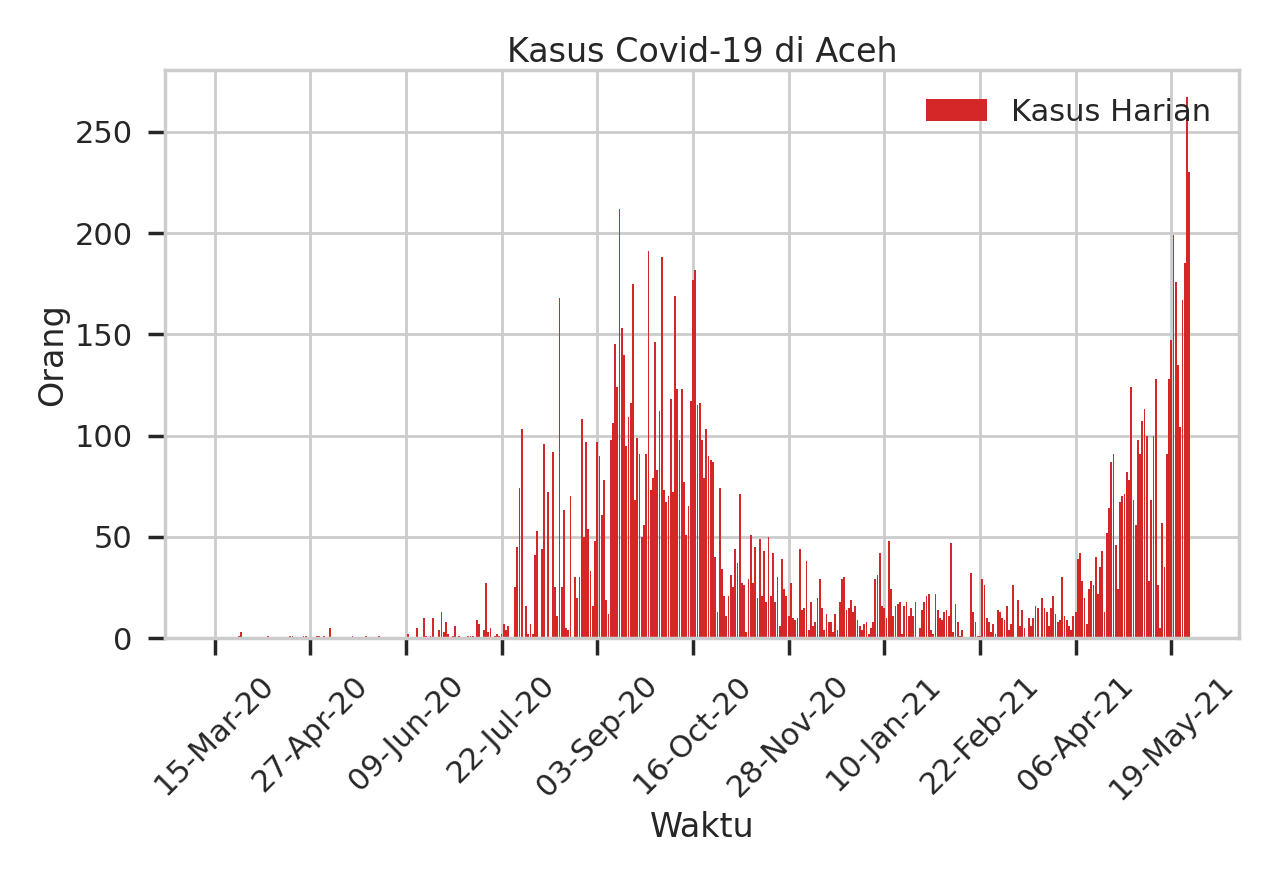 Kasus Covid-19 di Aceh
Kasus Harian
Orang
250
200
150
100
50
0
15-Mar-20
27-Apr-20
09-Jun-20
22-Jul-20
03-Sep-20
16-Oct-20
28-Nov-20
10-Jan-21
22-Feb-21
06-Apr-21
19-May-21
Waktu